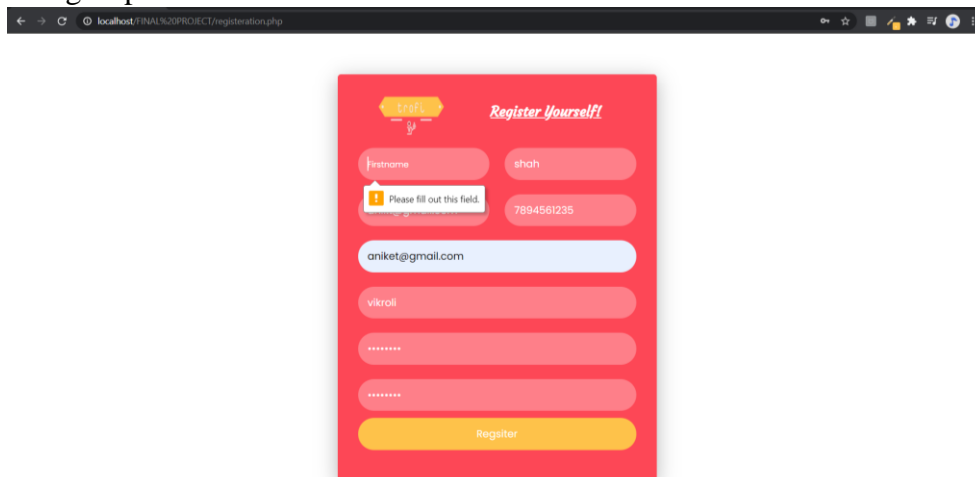 localhost/FINAL%20PROJECT/registeration.php
trofi
Register Yourself!
Firstname
shah
Please fill out this field.
7894561235
aniket@gmail.com
vikroli
••••••••
••••••••
Regsiter